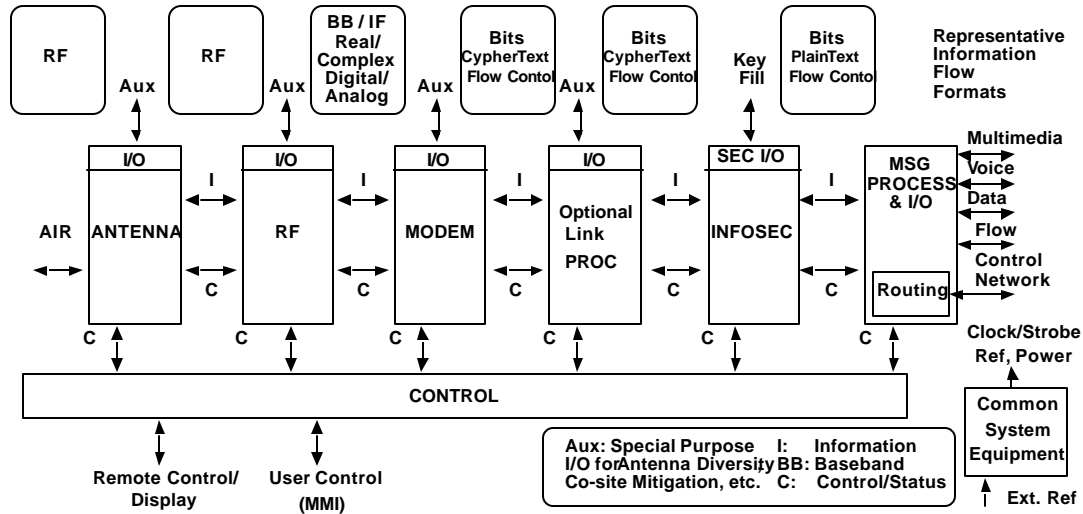 RF
RF
BB / IF
Real/
Complex
Digital/
Analog
Bits
CypherText
Flow Contol
Bits
CypherText
Flow Contol
Bits
PlainText
Flow Contol
Representative
Information
Flow
Formats
Aux
Aux
Aux
Aux
Key
Fill
I/O
I/O
I/O
I/O
SEC I/O
MSG
PROCESS
& I/O
Multimedia
Voice
Data
Flow
Control
Network
I
I
I
I
I
AIR
ANTENNA
RF
MODEM
Optional
Link
PROC
INFOSEC
C
C
C
C
C
Routing
C
C
C
C
C
Clock/Strobe
Ref, Power
CONTROL
Common
System
Equipment
Ext. Ref
Remote Control/
Display
User Control
(MMI)
Aux: Special Purpose I: Information
I/O forAntenna Diversity, BB: Baseband
Co-site Mitigation, etc. C: Control/Status